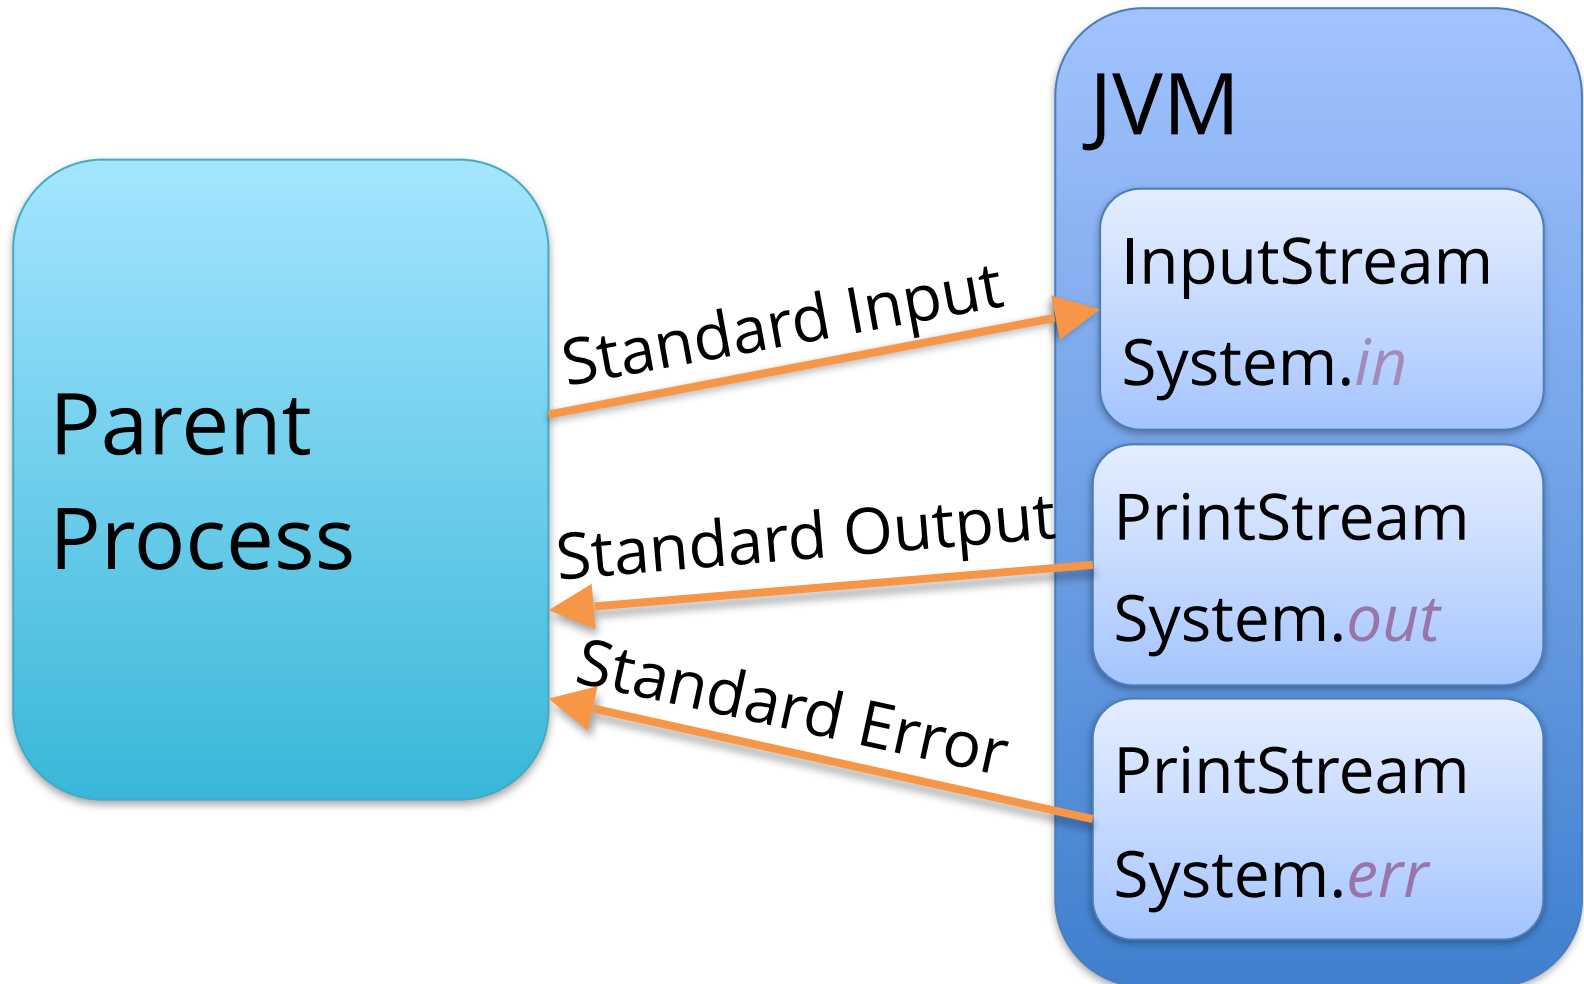 JVM
Parent
Process
Standard Input
InputStream
System.in
Standard Output
PrintStream
System.out
Standard Error
PrintStream
System.err